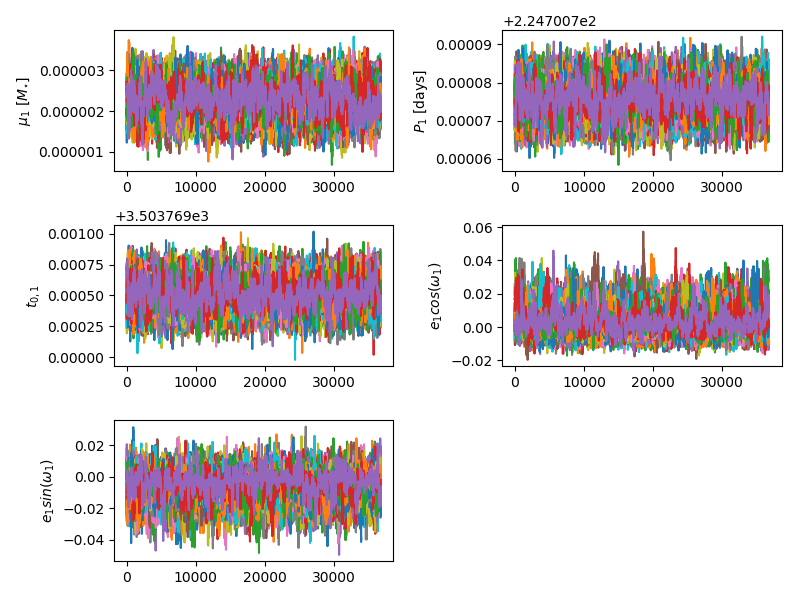 0.000003
0.000002
0.000001
μ₁ [M⋆]
0 10000 20000 30000
+2.247007e2
0.00009
0.00008
0.00007
0.00006
P₁ [days]
0 10000 20000 30000
+3.503769e3
0.00100
0.00075
0.00050
0.00025
0.00000
t₀,₁
0 10000 20000 30000
0.06
0.04
0.02
0.00
−0.02
e₁cos(ω₁)
0 10000 20000 30000
0.02
0.00
−0.02
−0.04
e₁sin(ω₁)
0 10000 20000 30000